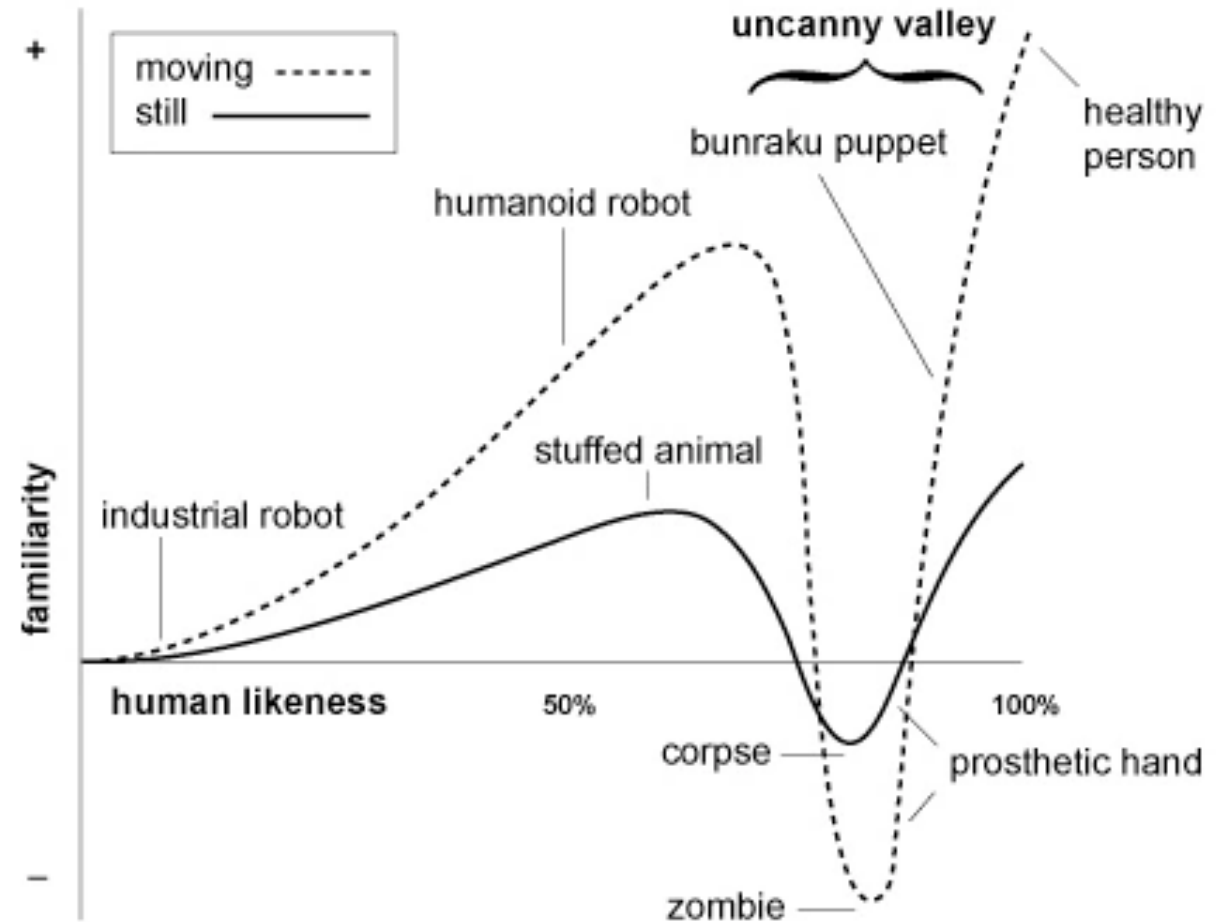 uncanny valley
+
moving
still
healthy
person
bunraku puppet
humanoid robot
stuffed animal
industrial robot
familiarity
human likeness
50%
100%
corpse
prosthetic hand
–
zombie